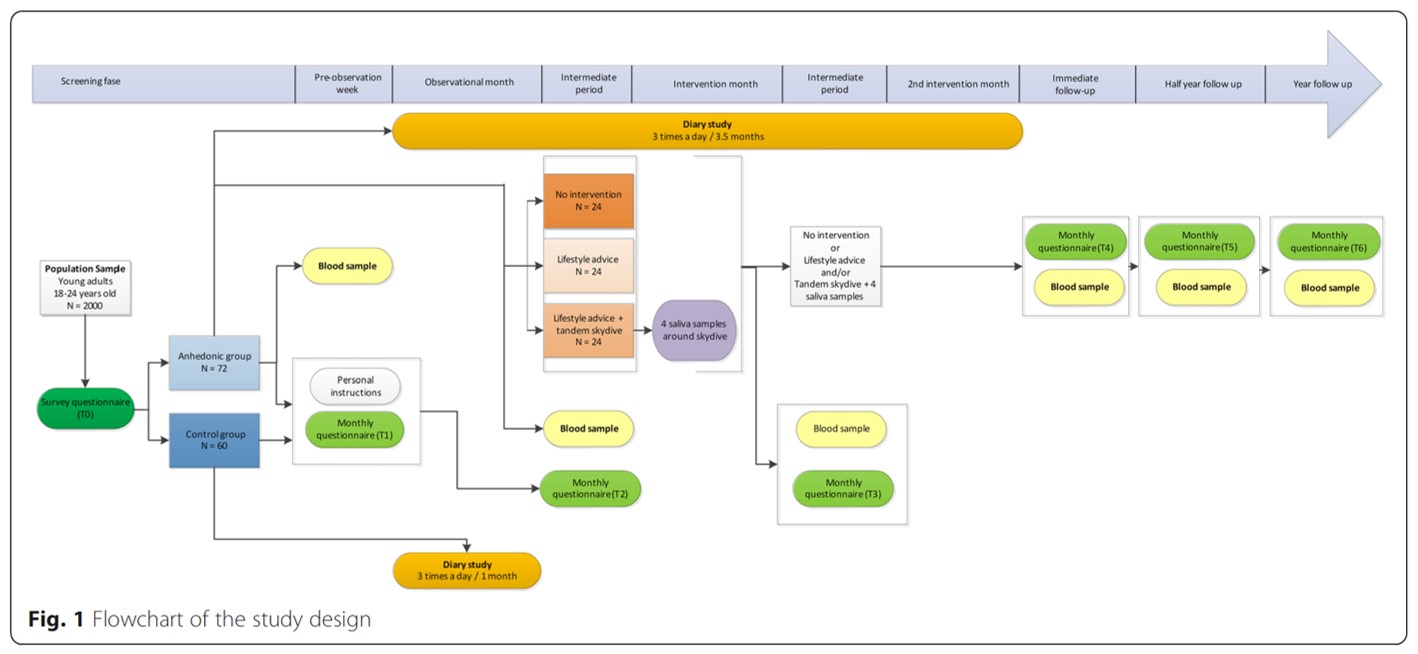 Screening fase
Pre-observation
week
Observational month
Intermediate
period
Intervention month
Intermediate
period
2nd intervention month
Immediate
follow-up
Half year follow up
Year follow up
Diary study
3 times a day / 3.5 months
No intervention
N = 24
Lifestyle advice
N = 24
Lifestyle advice +
tandem skydive
N = 24
4 saliva samples
around skydive
No intervention
or
Lifestyle advice
and/or
Tandem skydive + 4
saliva samples
Monthly
questionnaire(T4)
Blood sample
Monthly
questionnaire(T5)
Blood sample
Monthly
questionnaire(T6)
Blood sample
Population Sample
Young adults
18-24 years old
N = 2000
Blood sample
Anhedonic group
N = 72
Survey questionnaire
(T0)
Control group
N = 60
Personal
instructions
Monthly
questionnaire(T1)
Blood sample
Monthly
questionnaire(T2)
Blood sample
Monthly
questionnaire(T3)
Diary study
3 times a day / 1 month
Fig. 1 Flowchart of the study design